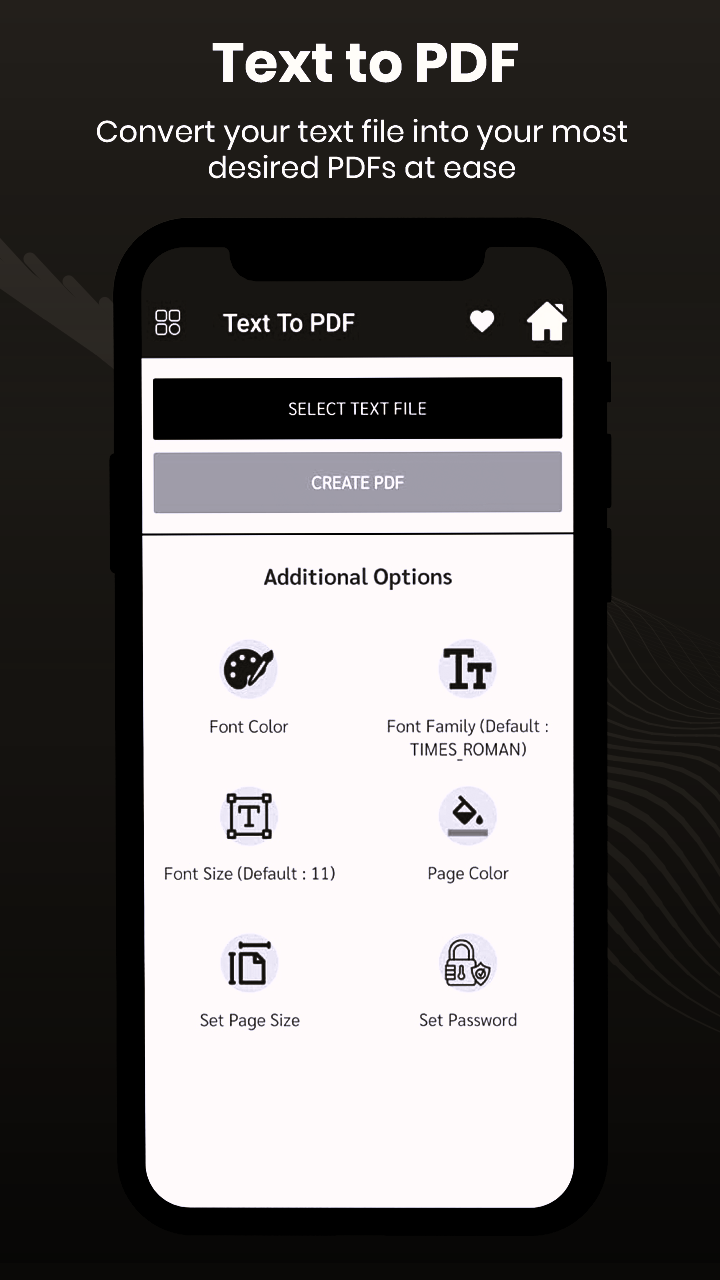 Text to PDF
Convert your text file into your most
desired PDFs at ease
Text To PDF
SELECT TEXT FILE
CREATE PDF
Additional Options
Font Color
Font Family (Default :
TIMES_ROMAN)
Font Size (Default : 11)
Page Color
Set Page Size
Set Password